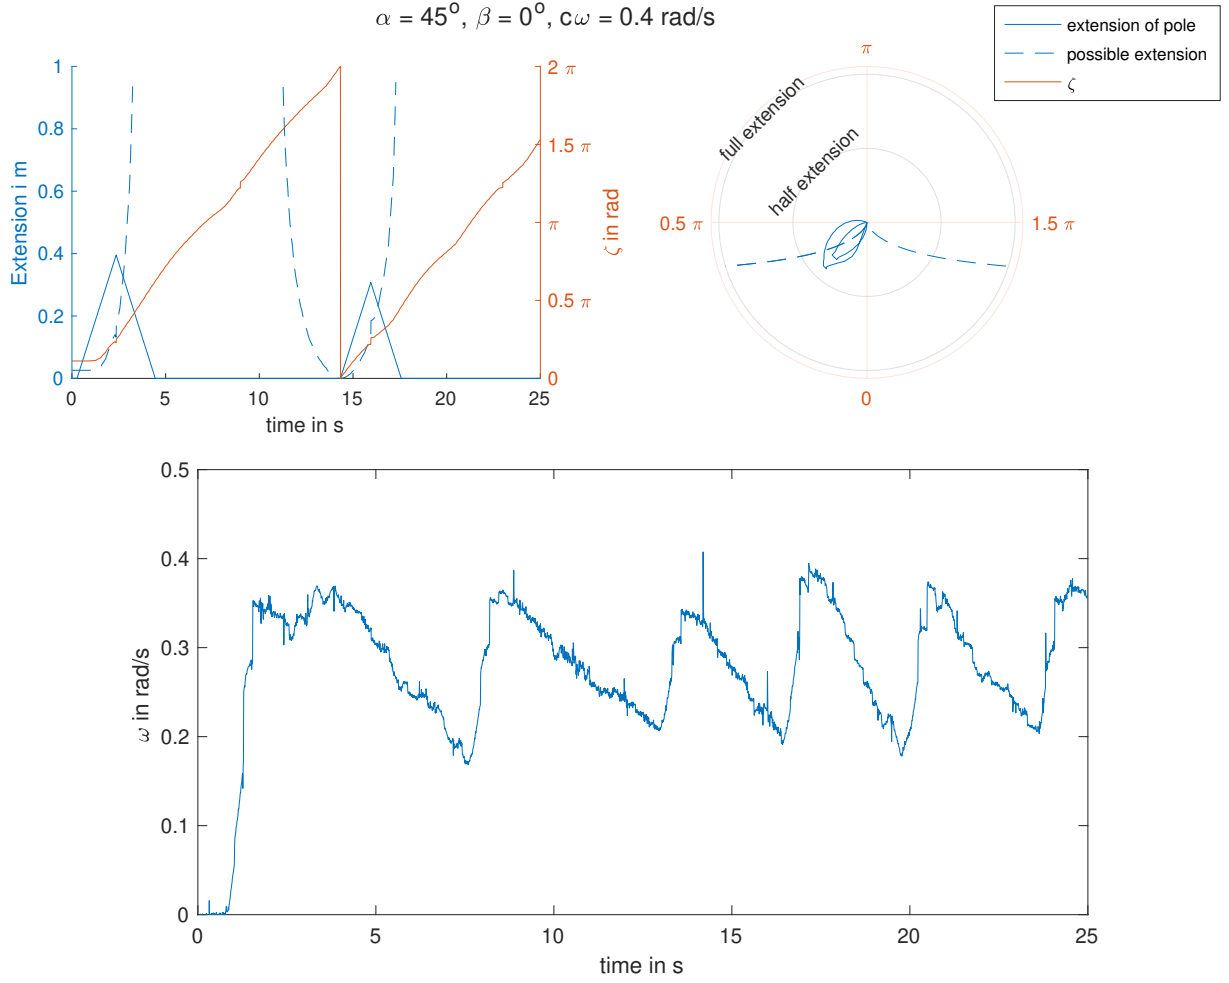 α = 45°, β = 0°, cω = 0.4 rad/s
extension of pole
possible extension
ζ
1
0.8
0.6
0.4
0.2
0
Extension i m
2 π
1.5 π
π
0.5 π
0
ζ in rad
0 5 10 15 20 25
time in s
π
full extension
half extension
0.5 π
1.5 π
0
0.5
0.4
0.3
0.2
0.1
0
ω in rad/s
0 5 10 15 20 25
time in s